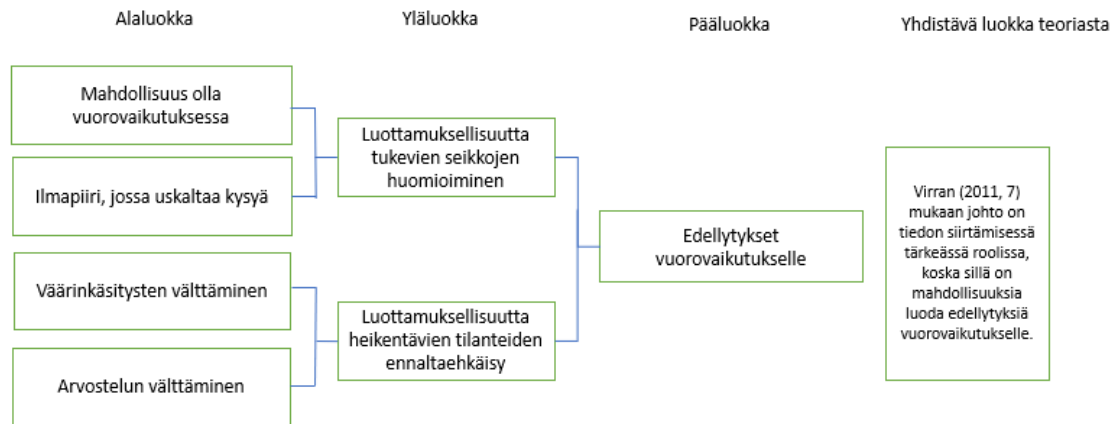 Alaluokka
Yläluokka
Pääluokka
Yhdistävä luokka teoriasta
Mahdollisuus olla
vuorovaikutuksessa
Ilmapiiri, jossa uskaltaa kysyä
Väärinkäsitysten välttäminen
Arvostelun välttäminen
Luottamuksellisuutta
tukevien seikkojen
huomioiminen
Luottamuksellisuutta
heikentävien tilanteiden
ennaltaehkäisy
Edellytykset
vuorovaikutukselle
Virran (2011, 7)
mukaan johto on
tiedon siirtämisessä
tärkeässä roolissa,
koska sillä on
mahdollisuuksia
luoda edellytyksiä
vuorovaikutukselle.